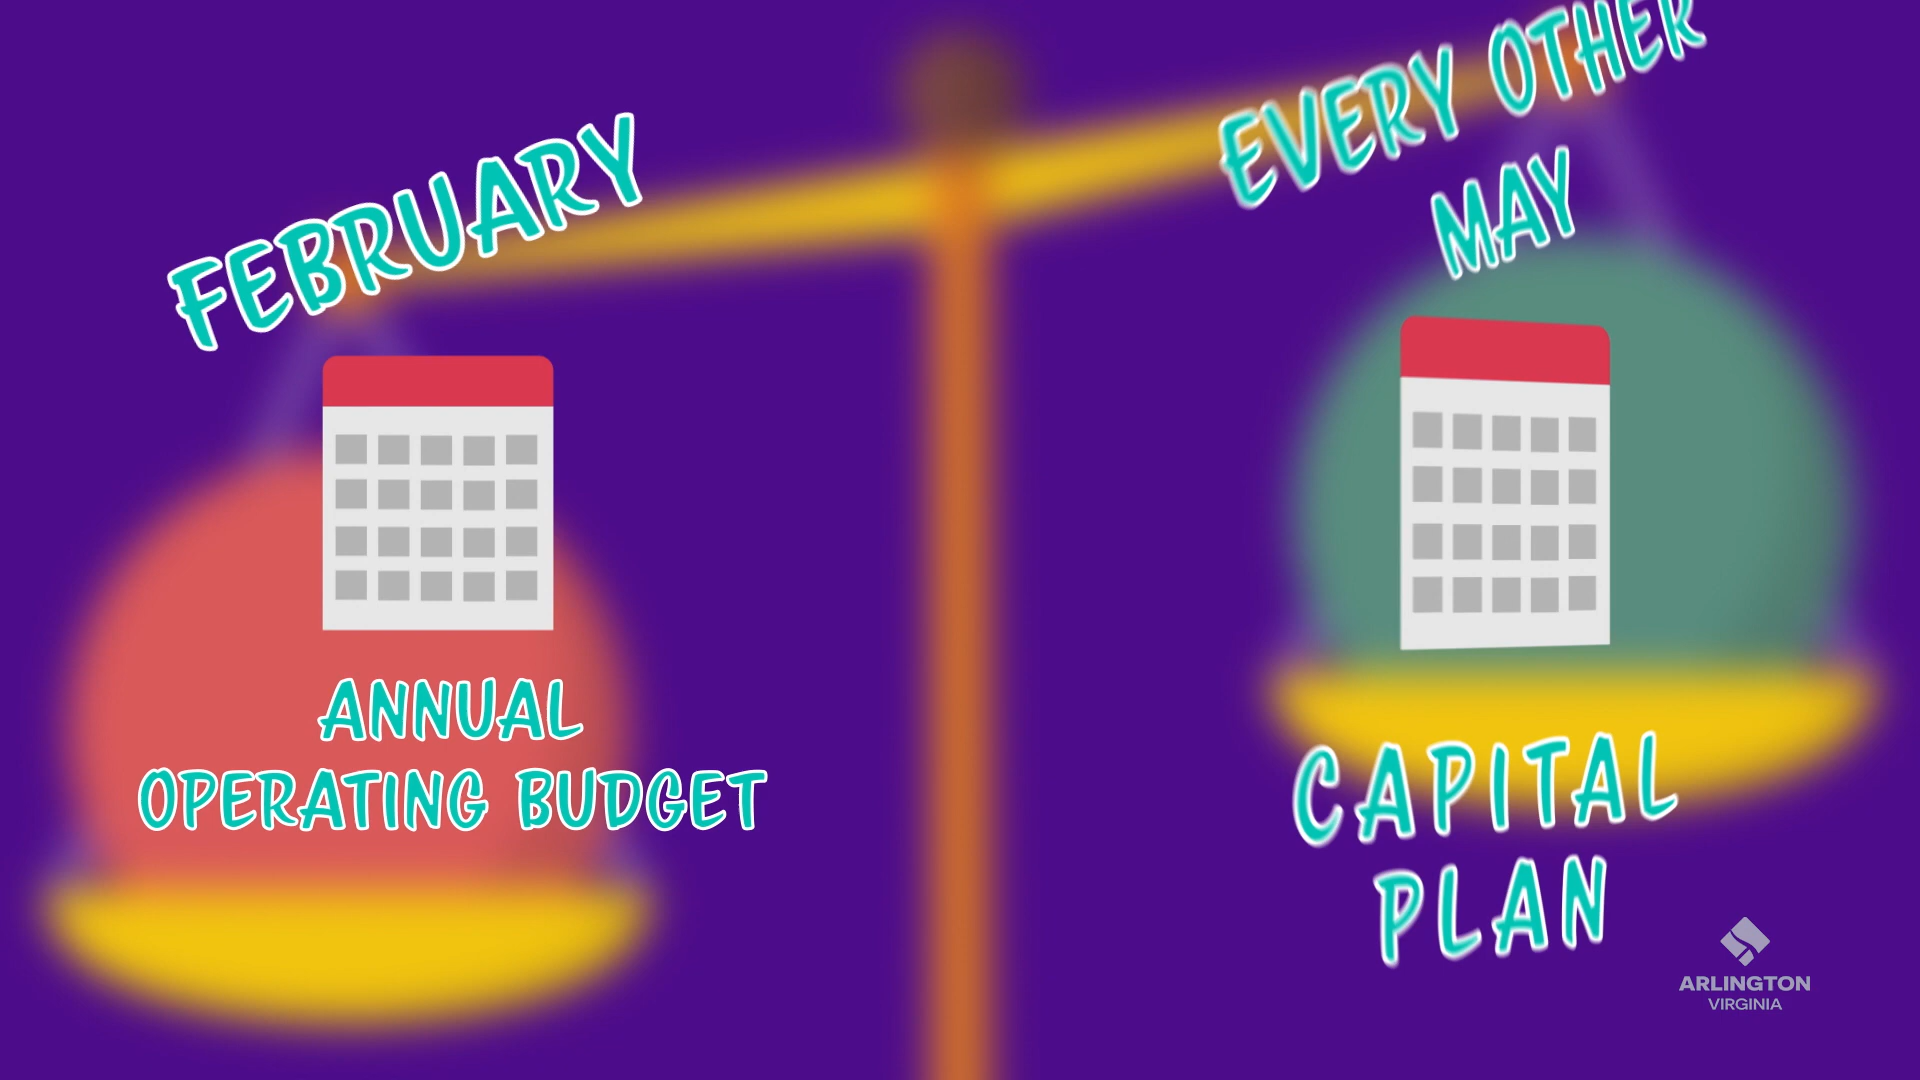 FEBRUARY
ANNUAL
OPERATING BUDGET
EVERY OTHER
MAY
CAPITAL
PLAN
ARLINGTON
VIRGINIA